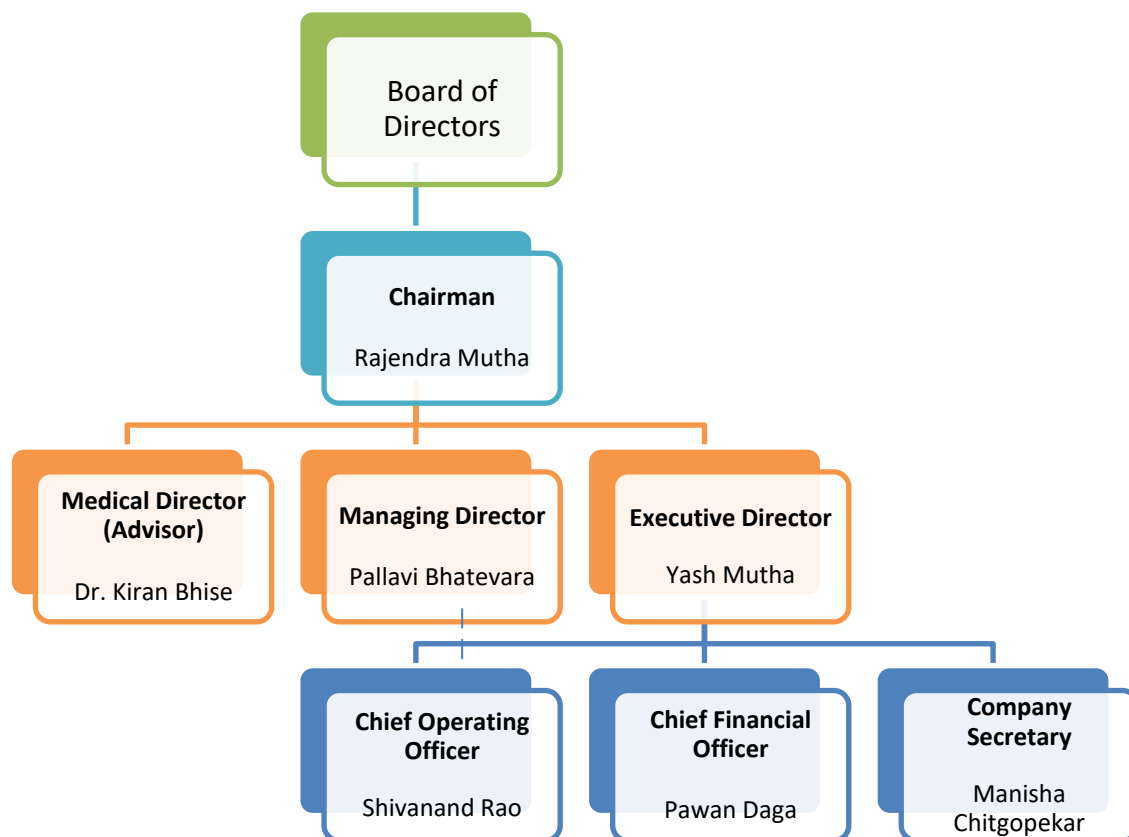 Board of
Directors
Chairman
Rajendra Mutha
Medical Director
(Advisor)
Dr. Kiran Bhise
Managing Director
Pallavi Bhatevara
Executive Director
Yash Mutha
Chief Operating
Officer
Shivanand Rao
Chief Financial
Officer
Pawan Daga
Company
Secretary
Manisha
Chitgopekar